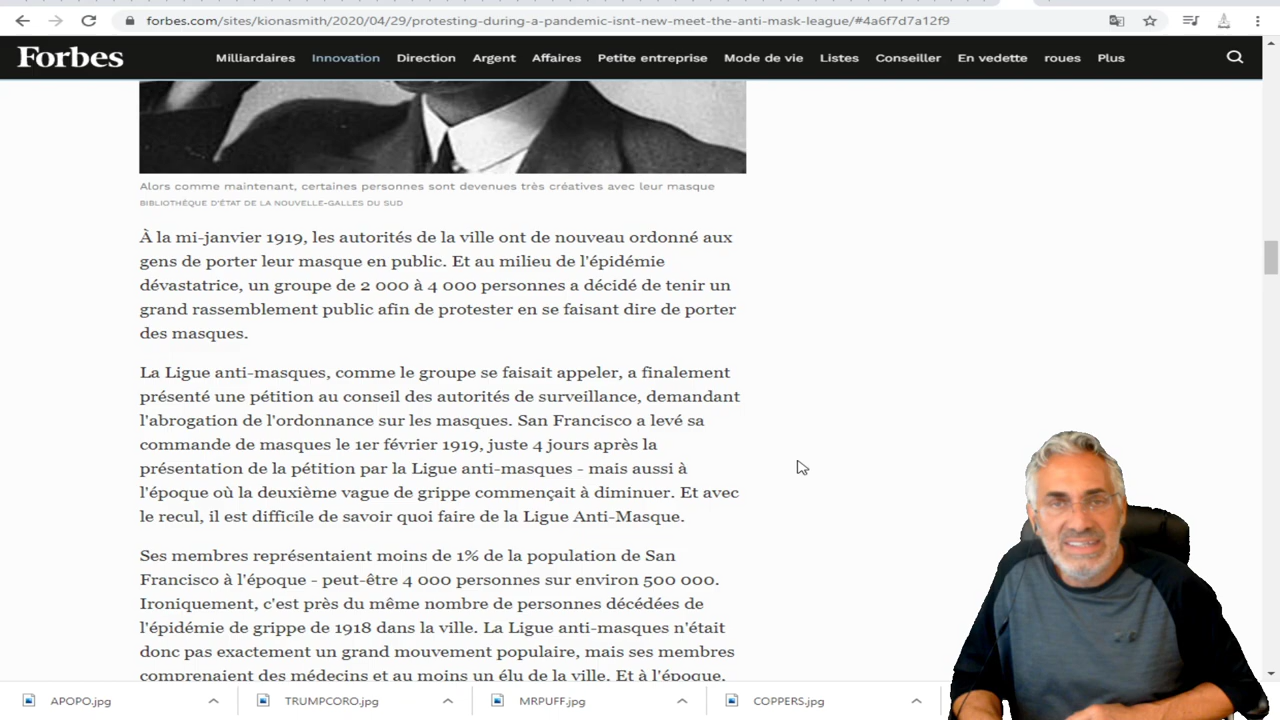 forbes.com/sites/kionasmith/2020/04/29/protesting-during-a-pandemic-isnt-new-meet-the-anti-mask-league/#4a6f7d7a12f9
Forbes
Milliardaires Innovation Direction Argent Affaires Petite entreprise Mode de vie Listes Conseiller En vedette roues Plus
Alors comme maintenant, certaines personnes sont devenues très créatives avec leur masque
BIBLIOTHÈQUE D'ÉTAT DE LA NOUVELLE-GALLES DU SUD
À la mi-janvier 1919, les autorités de la ville ont de nouveau ordonné aux
gens de porter leur masque en public. Et au milieu de l'épidémie
dévastatrice, un groupe de 2 000 à 4 000 personnes a décidé de tenir un
grand rassemblement public afin de protester en se faisant dire de porter
des masques.
La Ligue anti-masques, comme le groupe se faisait appeler, a finalement
présenté une pétition au conseil des autorités de surveillance, demandant
l'abrogation de l'ordonnance sur les masques. San Francisco a levé sa
commande de masques le 1er février 1919, juste 4 jours après la
présentation de la pétition par la Ligue anti-masques - mais aussi à
l'époque où la deuxième vague de grippe commençait à diminuer. Et avec
le recul, il est difficile de savoir quoi faire de la Ligue Anti-Masque.
Ses membres représentaient moins de 1% de la population de San
Francisco à l'époque - peut-être 4 000 personnes sur environ 500 000.
Ironiquement, c'est près du même nombre de personnes décédées de
l'épidémie de grippe de 1918 dans la ville. La Ligue anti-masques n'était
donc pas exactement un grand mouvement populaire, mais ses membres
comprenaient des médecins et au moins un élu de la ville. Et à l'époque,
APOPO.jpg TRUMPCORO.jpg MRPUFF.jpg COPPERS.jpg